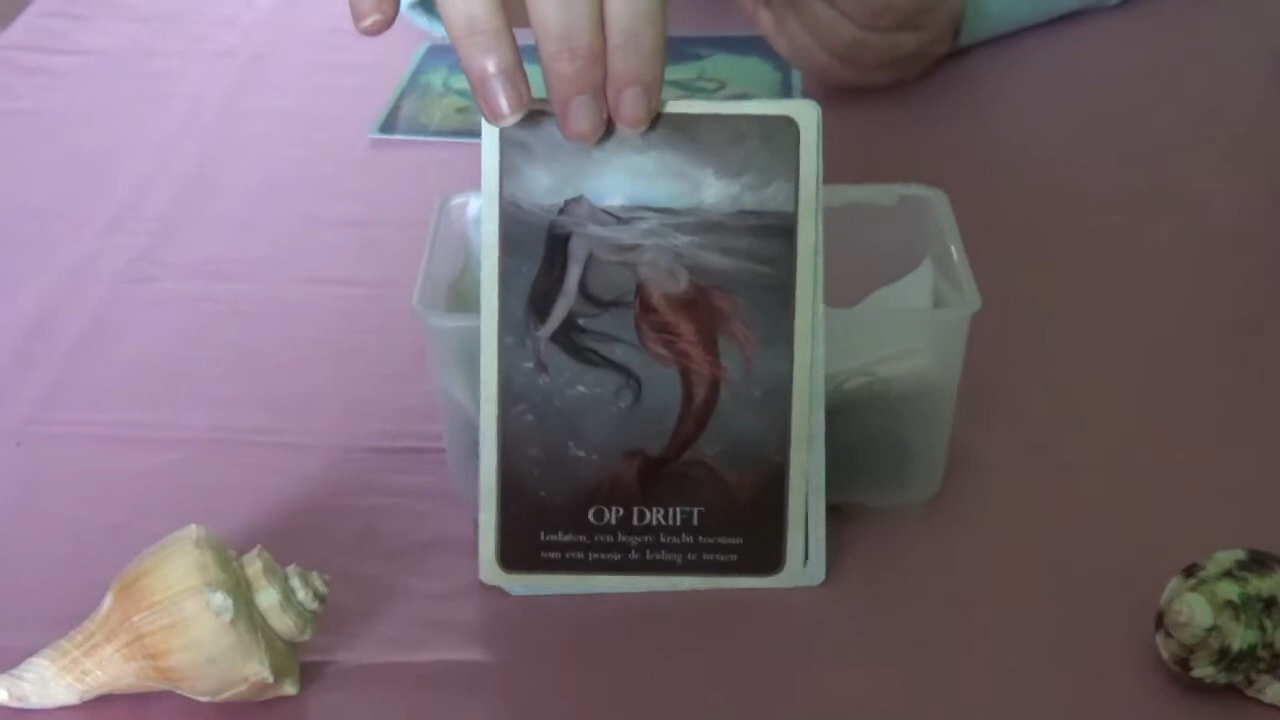 OP DRIFT
Loslaten, een hogere kracht toestaan
om een poosje de leiding te nemen